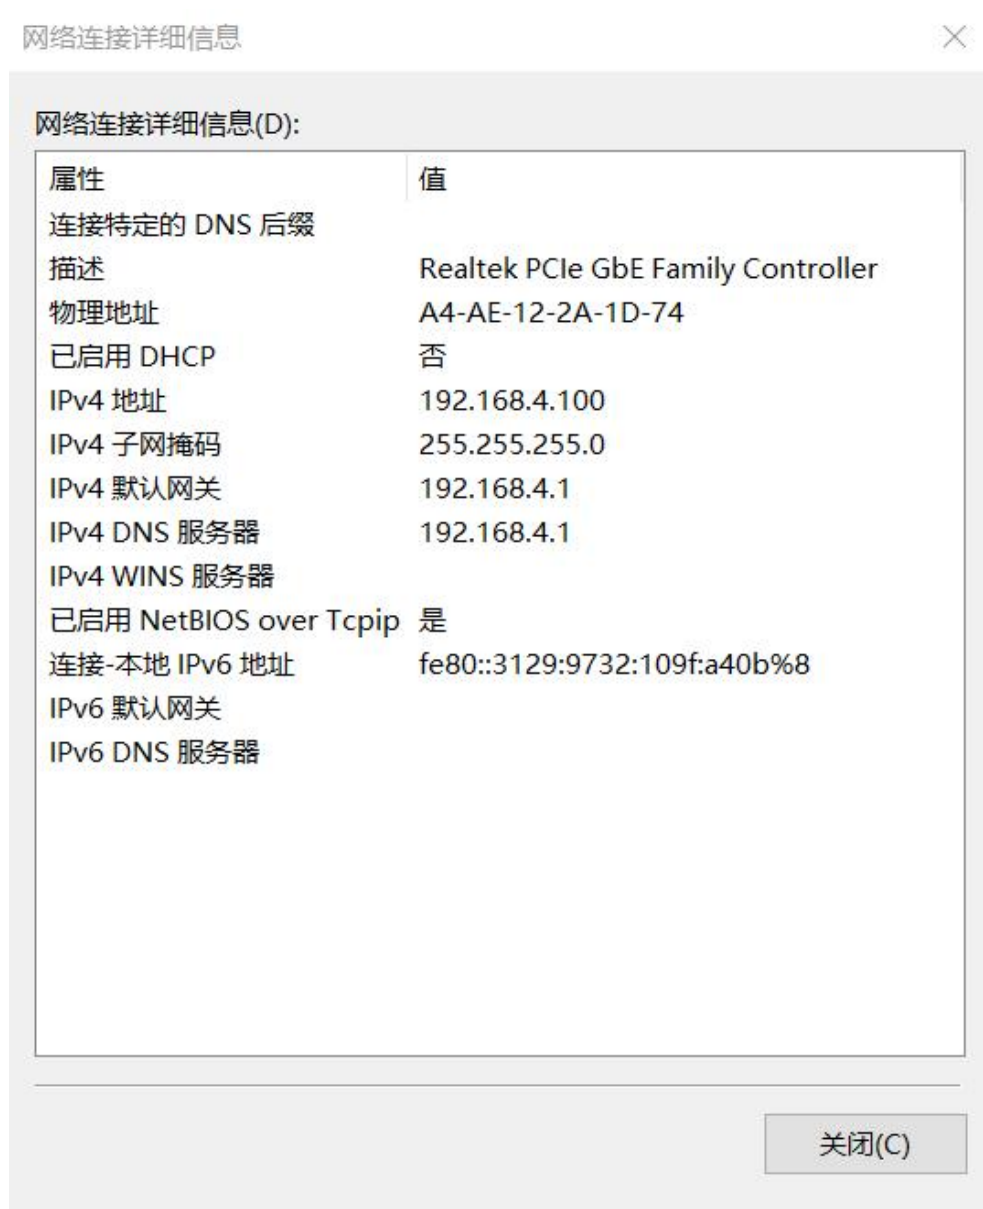 网络连接详细信息
网络连接详细信息(D):
属性 值
连接特定的 DNS 后缀
描述 Realtek PCIe GbE Family Controller
物理地址 A4-AE-12-2A-1D-74
已启用 DHCP 否
IPv4 地址 192.168.4.100
IPv4 子网掩码 255.255.255.0
IPv4 默认网关 192.168.4.1
IPv4 DNS 服务器 192.168.4.1
IPv4 WINS 服务器
已启用 NetBIOS over Tcpip 是
连接-本地 IPv6 地址 fe80::3129:9732:109f:a40b%8
IPv6 默认网关
IPv6 DNS 服务器
关闭(C)